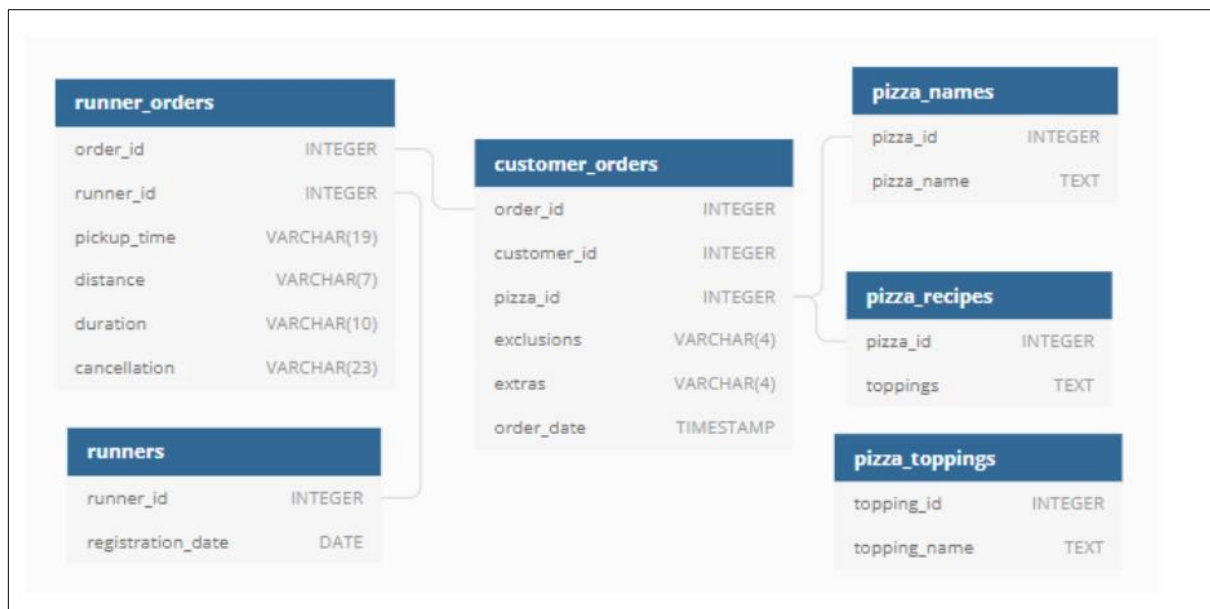 runner_orders
order_id INTEGER
runner_id INTEGER
pickup_time VARCHAR(19)
distance VARCHAR(7)
duration VARCHAR(10)
cancellation VARCHAR(23)
runners
runner_id INTEGER
registration_date DATE
customer_orders
order_id INTEGER
customer_id INTEGER
pizza_id INTEGER
exclusions VARCHAR(4)
extras VARCHAR(4)
order_date TIMESTAMP
pizza_names
pizza_id INTEGER
pizza_name TEXT
pizza_recipes
pizza_id INTEGER
toppings TEXT
pizza_toppings
topping_id INTEGER
topping_name TEXT